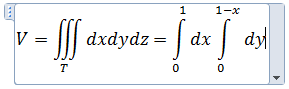 V = ∭_T dxdydz = ∫_0^1 dx ∫_0^{1−x} dy